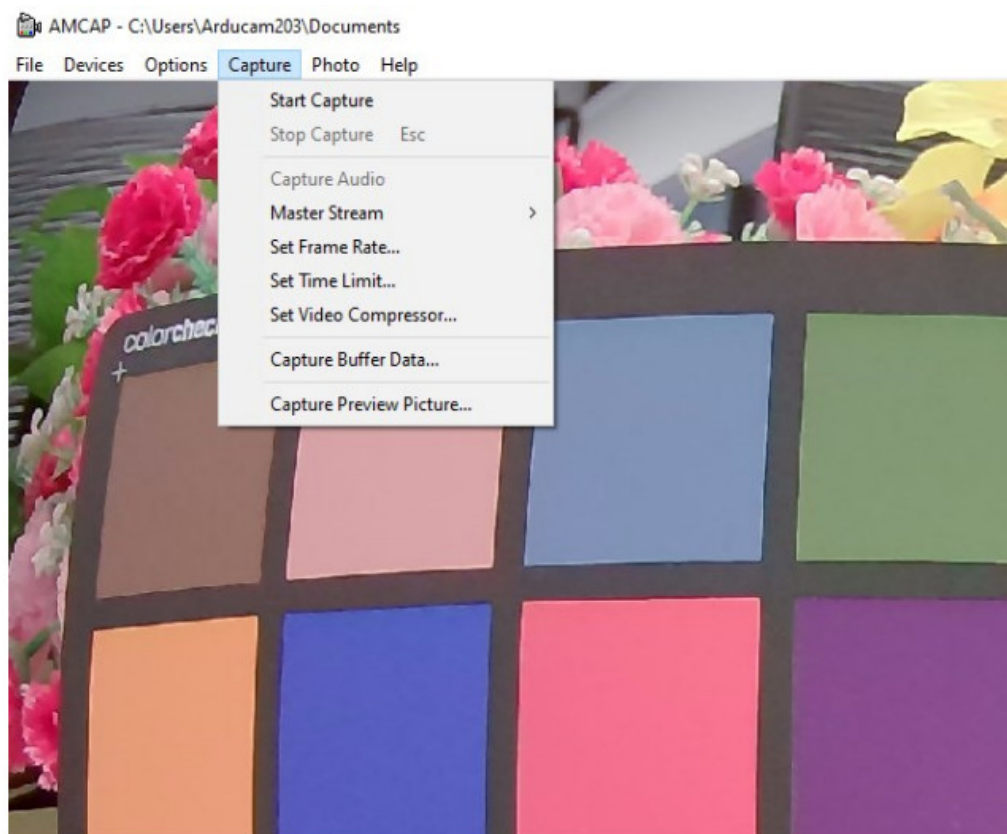 AMCAP - C:\Users\Arducam203\Documents
File Devices Options Capture Photo Help
Start Capture
Stop Capture Esc
Capture Audio
Master Stream
Set Frame Rate...
Set Time Limit...
Set Video Compressor...
Capture Buffer Data...
Capture Preview Picture...
colorchec